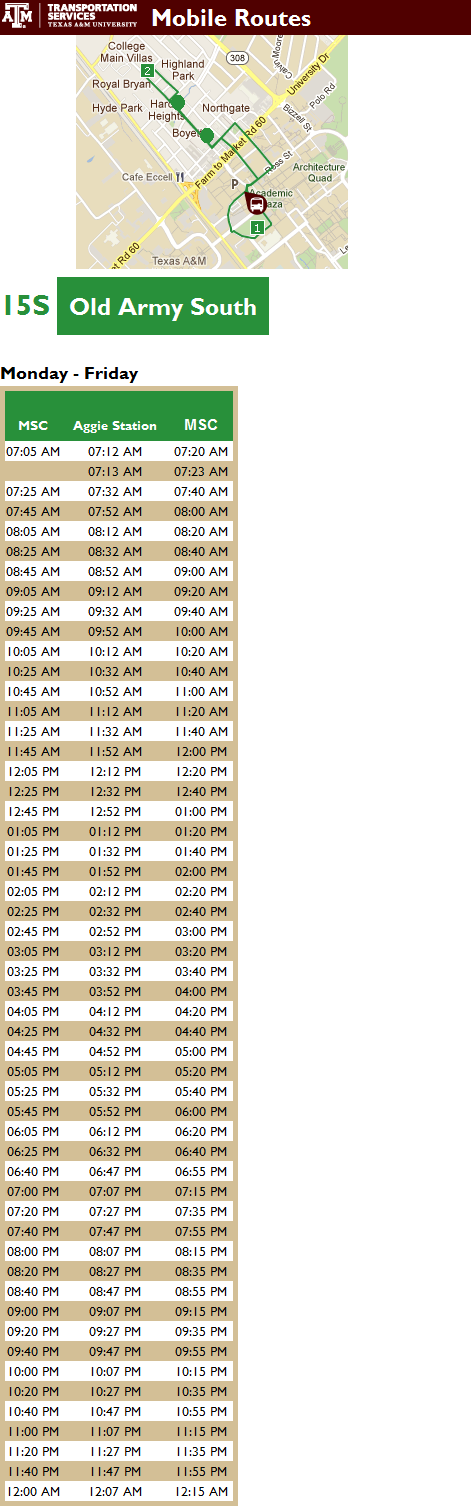 TRANSPORTATION
SERVICES
TEXAS A&M UNIVERSITY
Mobile Routes
College
Main Villas
Highland
Park
308
University Dr
Royal Bryan
Polo Rd
Hyde Park
Northgate
Bizzell St
Heights
Farm to Market Rd 60
Ross St
Architecture
Quad
Cafe Eccell
P
Academic
2
1
Texas A&M
Rd 60
15S Old Army South
Monday - Friday
MSC Aggie Station MSC
07:05 AM 07:12 AM 07:20 AM
07:13 AM 07:23 AM
07:25 AM 07:32 AM 07:40 AM
07:45 AM 07:52 AM 08:00 AM
08:05 AM 08:12 AM 08:20 AM
08:25 AM 08:32 AM 08:40 AM
08:45 AM 08:52 AM 09:00 AM
09:05 AM 09:12 AM 09:20 AM
09:25 AM 09:32 AM 09:40 AM
09:45 AM 09:52 AM 10:00 AM
10:05 AM 10:12 AM 10:20 AM
10:25 AM 10:32 AM 10:40 AM
10:45 AM 10:52 AM 11:00 AM
11:05 AM 11:12 AM 11:20 AM
11:25 AM 11:32 AM 11:40 AM
11:45 AM 11:52 AM 12:00 PM
12:05 PM 12:12 PM 12:20 PM
12:25 PM 12:32 PM 12:40 PM
12:45 PM 12:52 PM 01:00 PM
01:05 PM 01:12 PM 01:20 PM
01:25 PM 01:32 PM 01:40 PM
01:45 PM 01:52 PM 02:00 PM
02:05 PM 02:12 PM 02:20 PM
02:25 PM 02:32 PM 02:40 PM
02:45 PM 02:52 PM 03:00 PM
03:05 PM 03:12 PM 03:20 PM
03:25 PM 03:32 PM 03:40 PM
03:45 PM 03:52 PM 04:00 PM
04:05 PM 04:12 PM 04:20 PM
04:25 PM 04:32 PM 04:40 PM
04:45 PM 04:52 PM 05:00 PM
05:05 PM 05:12 PM 05:20 PM
05:25 PM 05:32 PM 05:40 PM
05:45 PM 05:52 PM 06:00 PM
06:05 PM 06:12 PM 06:20 PM
06:25 PM 06:32 PM 06:40 PM
06:40 PM 06:47 PM 06:55 PM
07:00 PM 07:07 PM 07:15 PM
07:20 PM 07:27 PM 07:35 PM
07:40 PM 07:47 PM 07:55 PM
08:00 PM 08:07 PM 08:15 PM
08:20 PM 08:27 PM 08:35 PM
08:40 PM 08:47 PM 08:55 PM
09:00 PM 09:07 PM 09:15 PM
09:20 PM 09:27 PM 09:35 PM
09:40 PM 09:47 PM 09:55 PM
10:00 PM 10:07 PM 10:15 PM
10:20 PM 10:27 PM 10:35 PM
10:40 PM 10:47 PM 10:55 PM
11:00 PM 11:07 PM 11:15 PM
11:20 PM 11:27 PM 11:35 PM
11:40 PM 11:47 PM 11:55 PM
12:00 AM 12:07 AM 12:15 AM